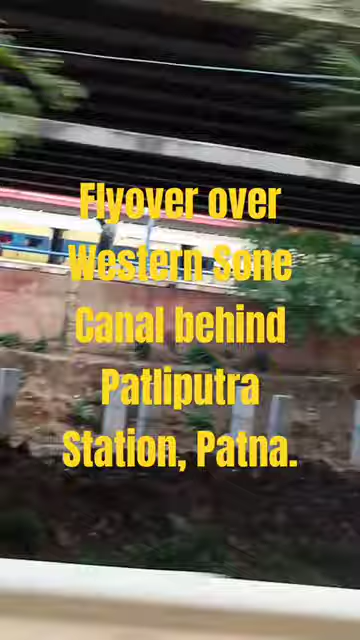 Flyover over
Western Sone
Canal behind
Patliputra
Station, Patna.